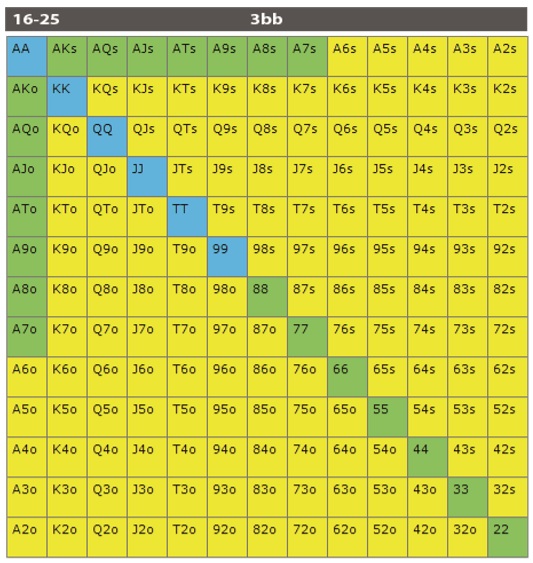 16-25 3bb
AA AKs AQs AJs ATs A9s A8s A7s A6s A5s A4s A3s A2s
AKo KK KQs KJs KTs K9s K8s K7s K6s K5s K4s K3s K2s
AQo KQo QQ QJs QTs Q9s Q8s Q7s Q6s Q5s Q4s Q3s Q2s
AJo KJo QJo JJ JTs J9s J8s J7s J6s J5s J4s J3s J2s
ATo KTo QTo JTo TT T9s T8s T7s T6s T5s T4s T3s T2s
A9o K9o Q9o J9o T9o 99 98s 97s 96s 95s 94s 93s 92s
A8o K8o Q8o J8o T8o 98o 88 87s 86s 85s 84s 83s 82s
A7o K7o Q7o J7o T7o 97o 87o 77 76s 75s 74s 73s 72s
A6o K6o Q6o J6o T6o 96o 86o 76o 66 65s 64s 63s 62s
A5o K5o Q5o J5o T5o 95o 85o 75o 65o 55 54s 53s 52s
A4o K4o Q4o J4o T4o 94o 84o 74o 64o 54o 44 43s 42s
A3o K3o Q3o J3o T3o 93o 83o 73o 63o 53o 43o 33 32s
A2o K2o Q2o J2o T2o 92o 82o 72o 62o 52o 42o 32o 22